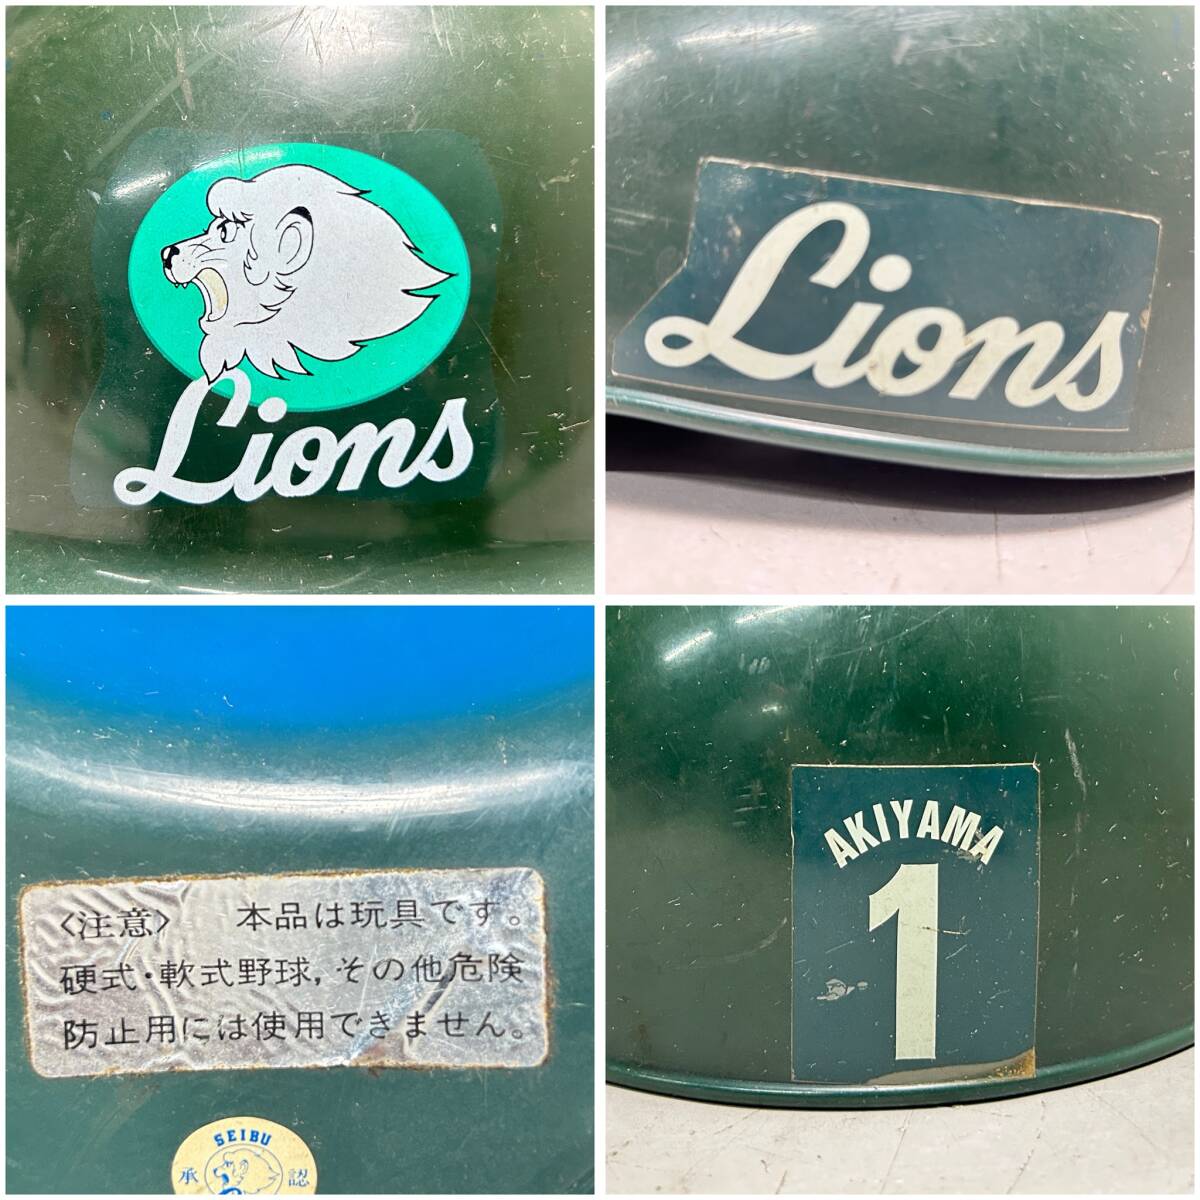 Lions
Lions
〈注意〉 本品は玩具です。
硬式・軟式野球,その他危険
防止用には使用できません。
SEIBU
承 認
AKIYAMA
1